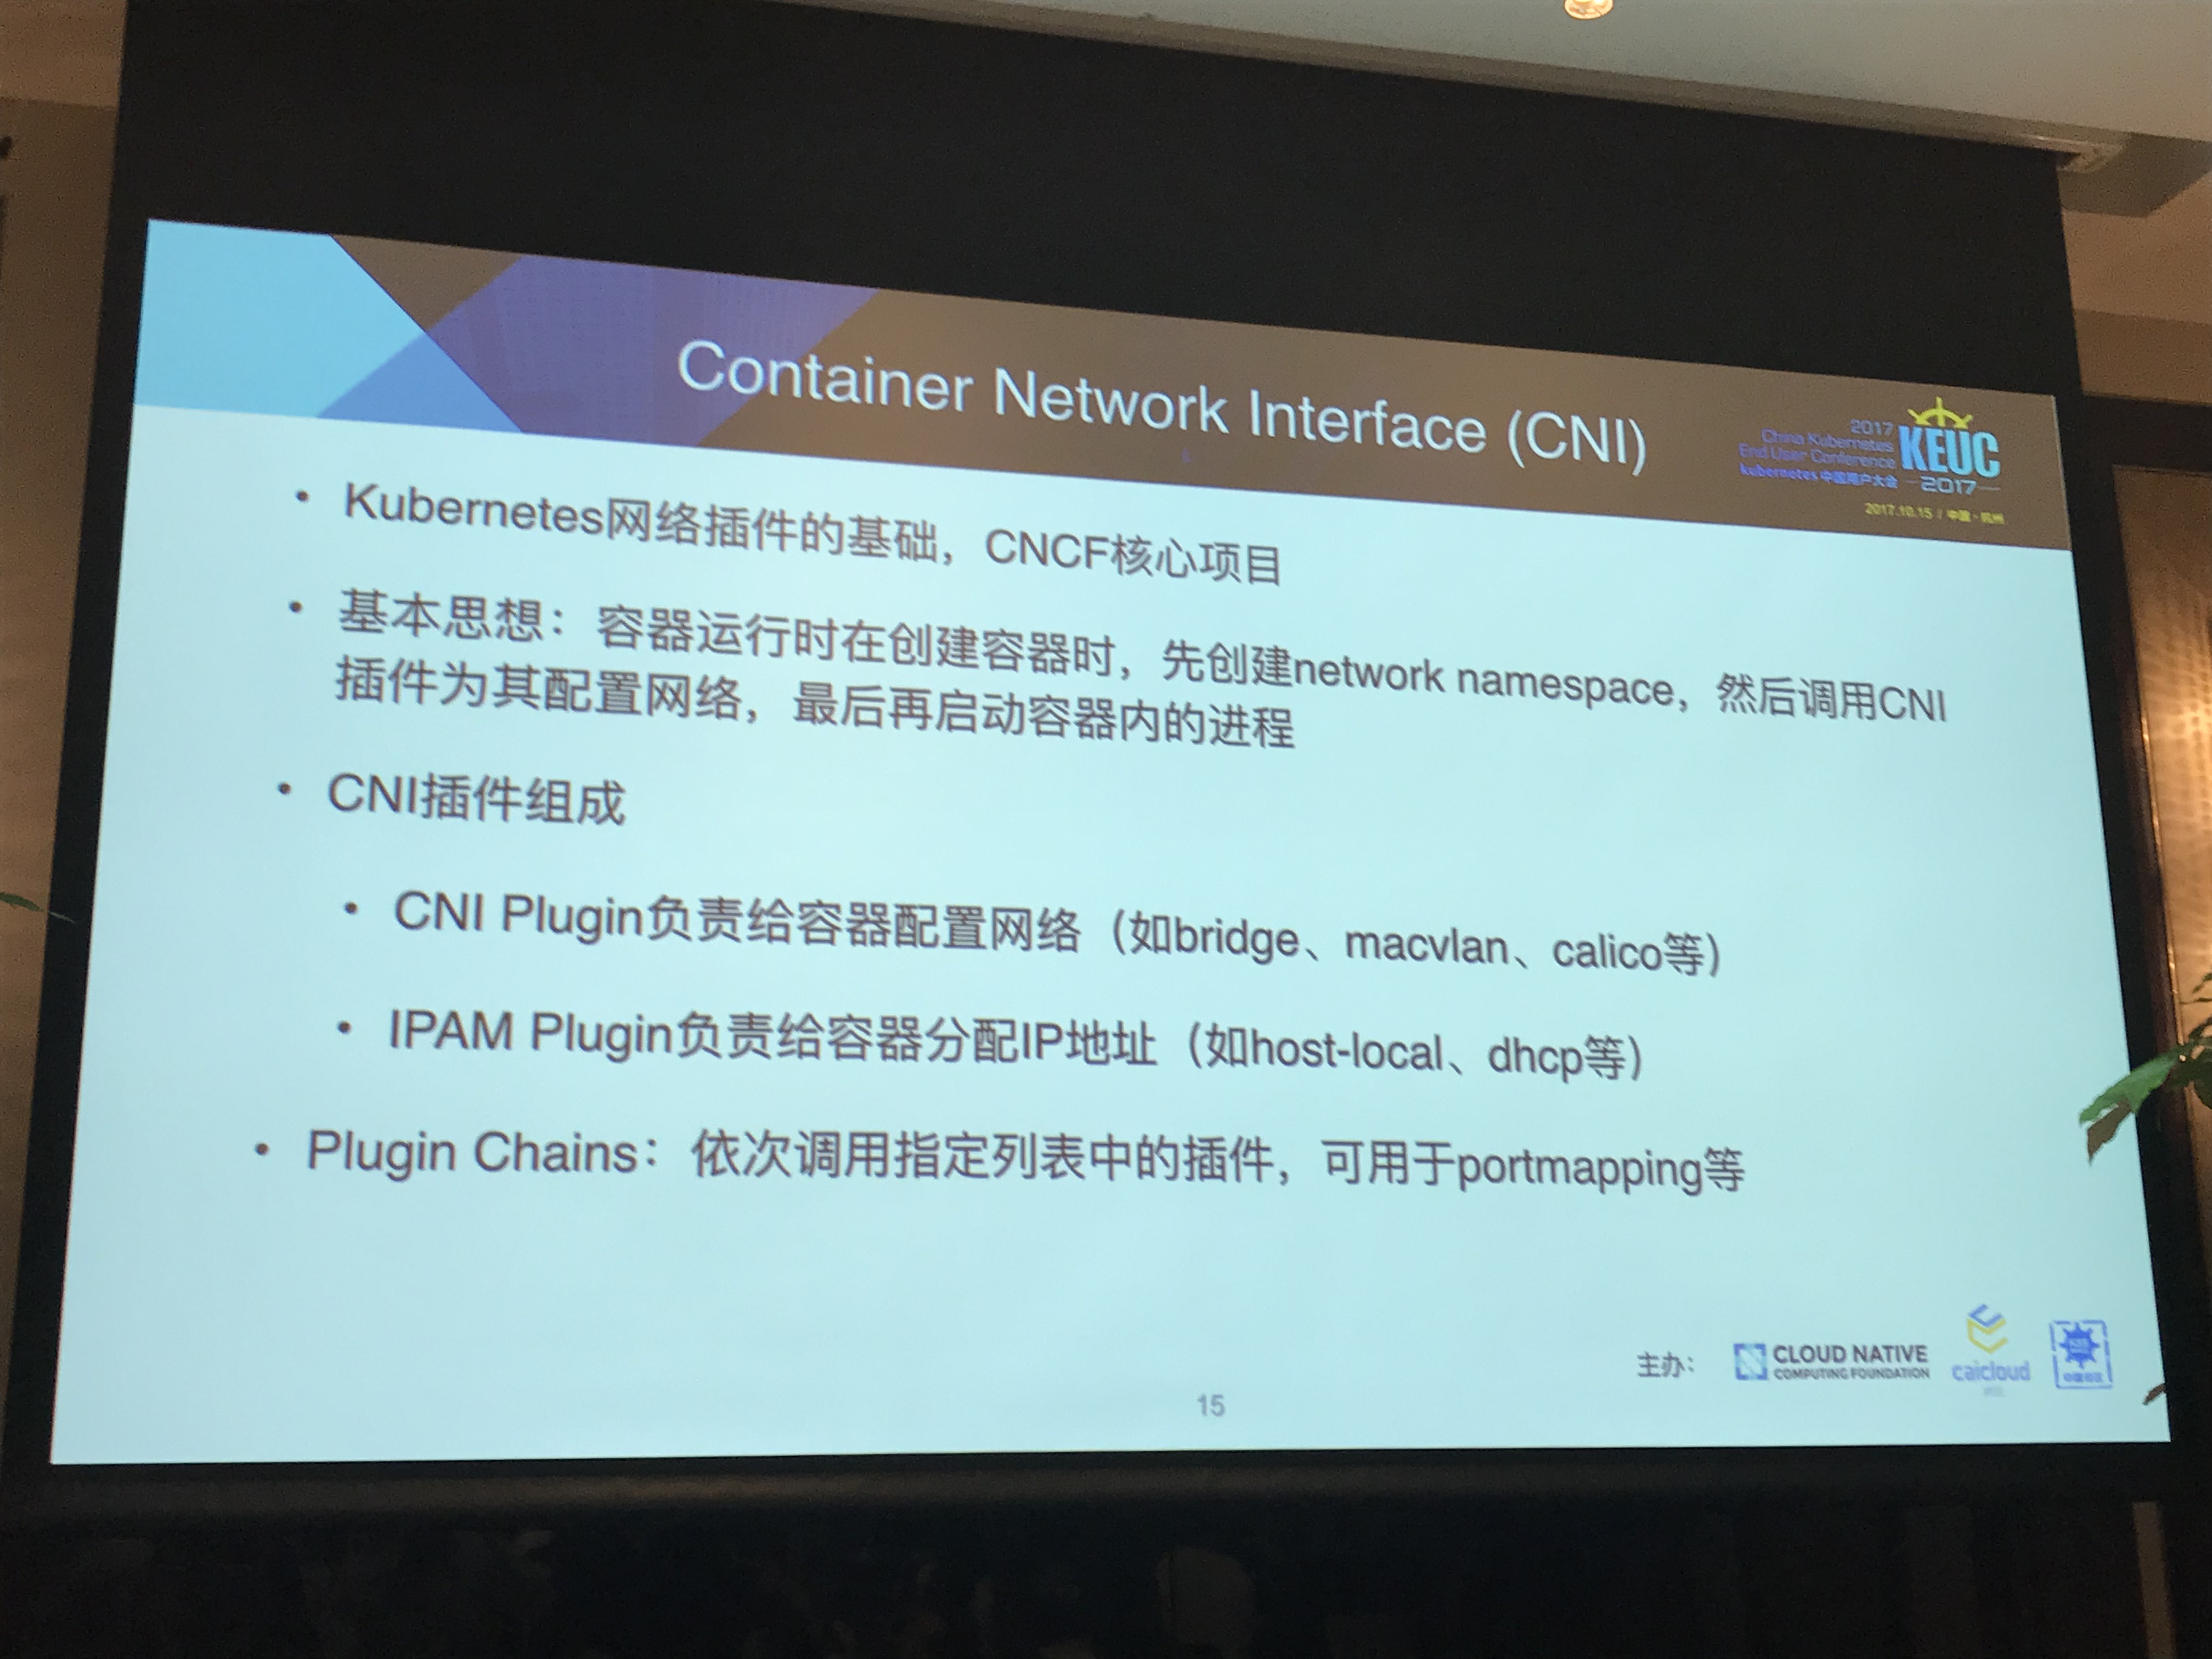 Container Network Interface (CNI)
2017
China Kubernetes
End User Conference
kubernetes 中国用户大会
KEUC
2017
2017.10.15 / 中国·杭州
• Kubernetes网络插件的基础，CNCF核心项目
• 基本思想：容器运行时在创建容器时，先创建network namespace，然后调用CNI
插件为其配置网络，最后再启动容器内的进程
• CNI插件组成
• CNI Plugin负责给容器配置网络（如bridge、macvlan、calico等）
• IPAM Plugin负责给容器分配IP地址（如host-local、dhcp等）
• Plugin Chains：依次调用指定列表中的插件，可用于portmapping等
主办：
CLOUD NATIVE
COMPUTING FOUNDATION
caicloud
15